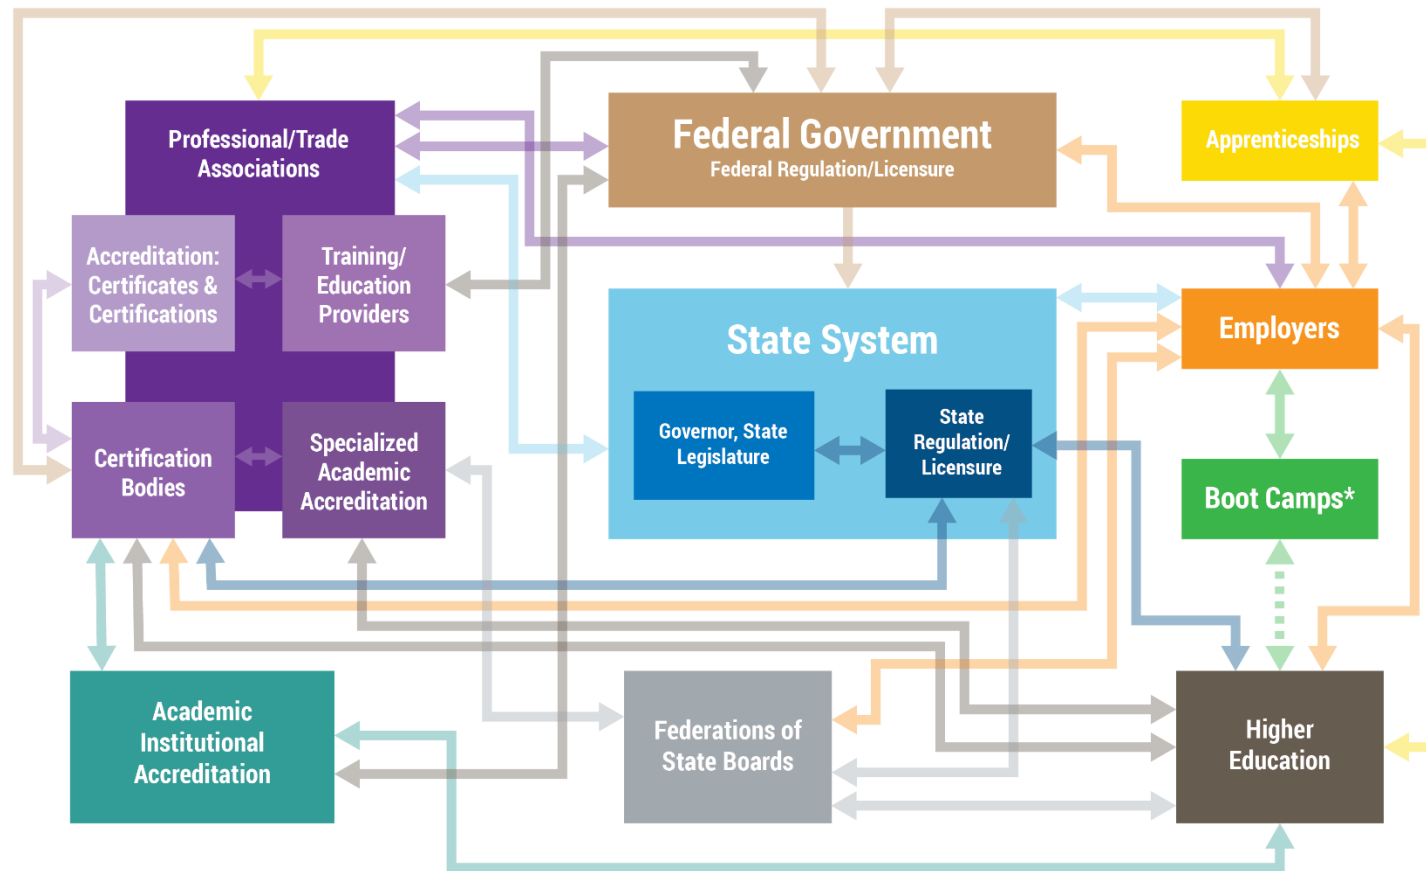 Professional/Trade
Associations
Federal Government
Federal Regulation/Licensure
Apprenticeships
Accreditation:
Certificates &
Certifications
Training/
Education
Providers
State System
Employers
Certification
Bodies
Specialized
Academic
Accreditation
Governor, State
Legislature
State
Regulation/
Licensure
Boot Camps*
Academic
Institutional
Accreditation
Federations of
State Boards
Higher
Education